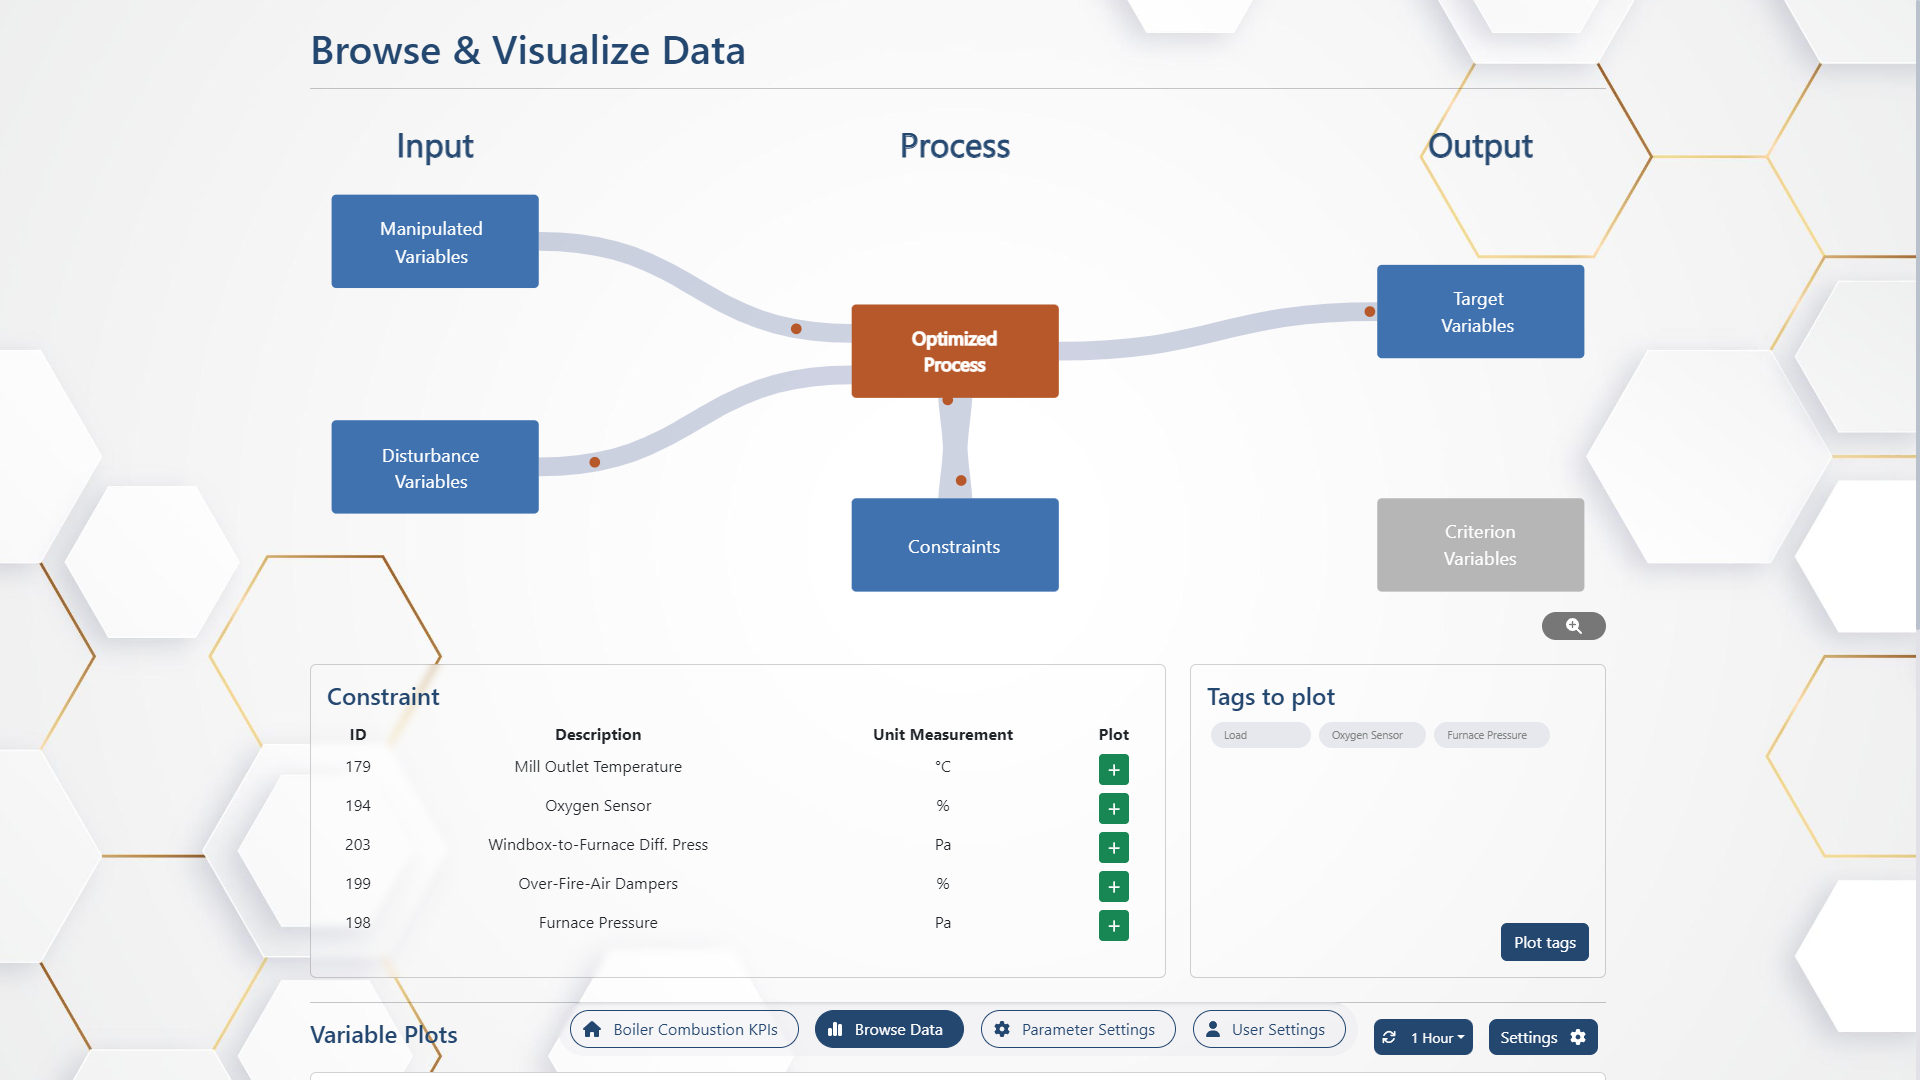 Browse & Visualize Data
Input
Process
Output
Manipulated
Variables
Optimized
Process
Target
Variables
Disturbance
Variables
Constraints
Criterion
Variables
Constraint
ID Description Unit Measurement Plot
179 Mill Outlet Temperature °C +
194 Oxygen Sensor % +
203 Windbox-to-Furnace Diff. Press Pa +
199 Over-Fire-Air Dampers % +
198 Furnace Pressure Pa +
Tags to plot
Load Oxygen Sensor Furnace Pressure
Plot tags
Variable Plots
Boiler Combustion KPIs Browse Data Parameter Settings User Settings
1 Hour
Settings